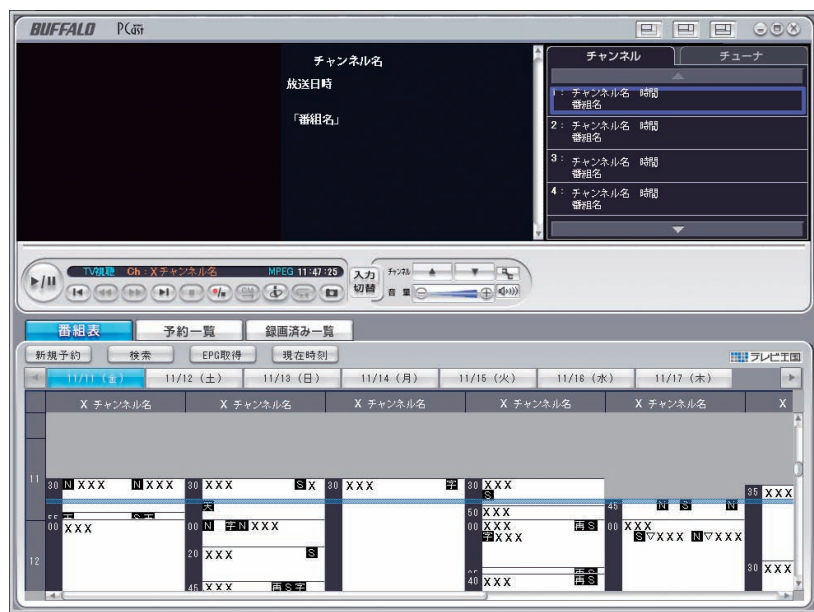 BUFFALO PCast
チャンネル名
放送日時
「番組名」
チャンネル チューナ
1: チャンネル名 時間
番組名
2: チャンネル名 時間
番組名
3: チャンネル名 時間
番組名
4: チャンネル名 時間
番組名
TV視聴 Ch:Xチャンネル名 MPEG 11:47:25
入力切替
チャンネル
音量
番組表 予約一覧 録画済み一覧
新規予約 検索 EPG取得 現在時刻 テレビ王国
11/11 (金) 11/12 (土) 11/13 (日) 11/14 (月) 11/15 (火) 11/16 (水) 11/17 (木)
X チャンネル名 X チャンネル名 X チャンネル名 X チャンネル名 X チャンネル名 X
11
30 N XXX N XXX 30 XXX S X 30 XXX 字 30 XXX
S
35 XXX
天
45 N S N
50 XXX
00 XXX 00 N 字 N XXX 00 XXX 再 S 00 XXX
字 XXX S▽XXX N▽XXX
12
20 XXX S
30 XXX
40 XXX 再 S
45 XXX 再 S 字